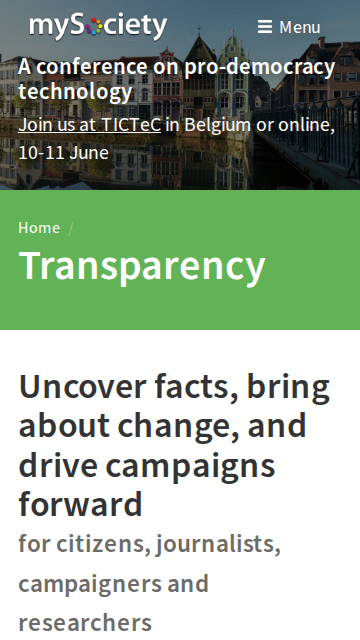 mySociety
Menu
A conference on pro-democracy
technology
Join us at TICTeC in Belgium or online,
10-11 June
Home /
Transparency
Uncover facts, bring
about change, and
drive campaigns
forward
for citizens, journalists,
campaigners and
researchers